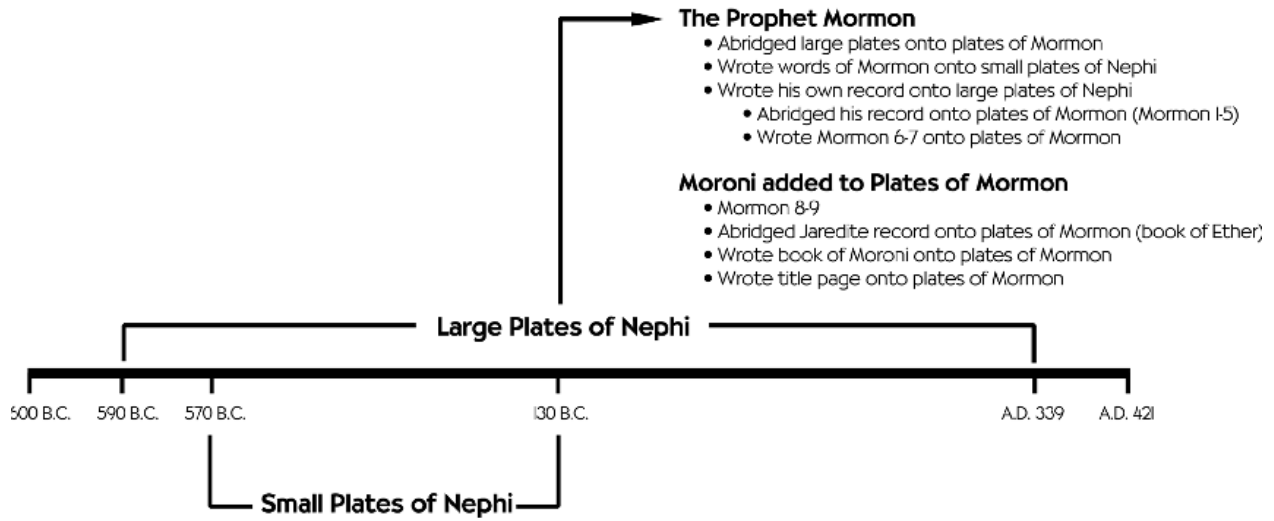 The Prophet Mormon
• Abridged large plates onto plates of Mormon
• Wrote words of Mormon onto small plates of Nephi
• Wrote his own record onto large plates of Nephi
• Abridged his record onto plates of Mormon (Mormon 1-5)
• Wrote Mormon 6-7 onto plates of Mormon
Moroni added to Plates of Mormon
• Mormon 8-9
• Abridged Jaredite record onto plates of Mormon (book of Ether)
• Wrote book of Moroni onto plates of Mormon
• Wrote title page onto plates of Mormon
Large Plates of Nephi
600 B.C. 590 B.C. 570 B.C. 130 B.C. A.D. 339 A.D. 421
Small Plates of Nephi